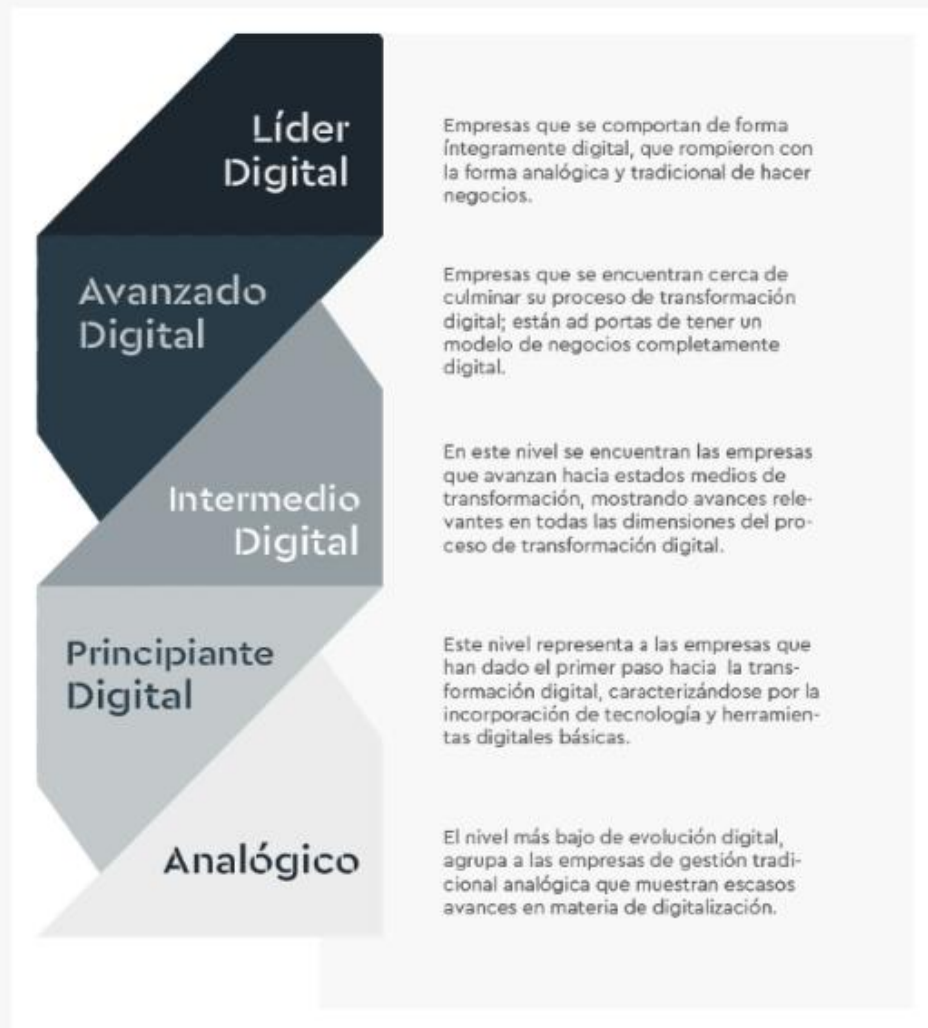 Líder
Digital
Empresas que se comportan de forma
íntegramente digital, que rompieron con
la forma analógica y tradicional de hacer
negocios.
Avanzado
Digital
Empresas que se encuentran cerca de
culminar su proceso de transformación
digital; están ad portas de tener un
modelo de negocios completamente
digital.
Intermedio
Digital
En este nivel se encuentran las empresas
que avanzan hacia estados medios de
transformación, mostrando avances rele-
vantes en todas las dimensiones del pro-
ceso de transformación digital.
Principiante
Digital
Este nivel representa a las empresas que
han dado el primer paso hacia la trans-
formación digital, caracterizándose por la
incorporación de tecnología y herramien-
tas digitales básicas.
Analógico
El nivel más bajo de evolución digital,
agrupa a las empresas de gestión tradi-
cional analógica que muestran escasos
avances en materia de digitalización.